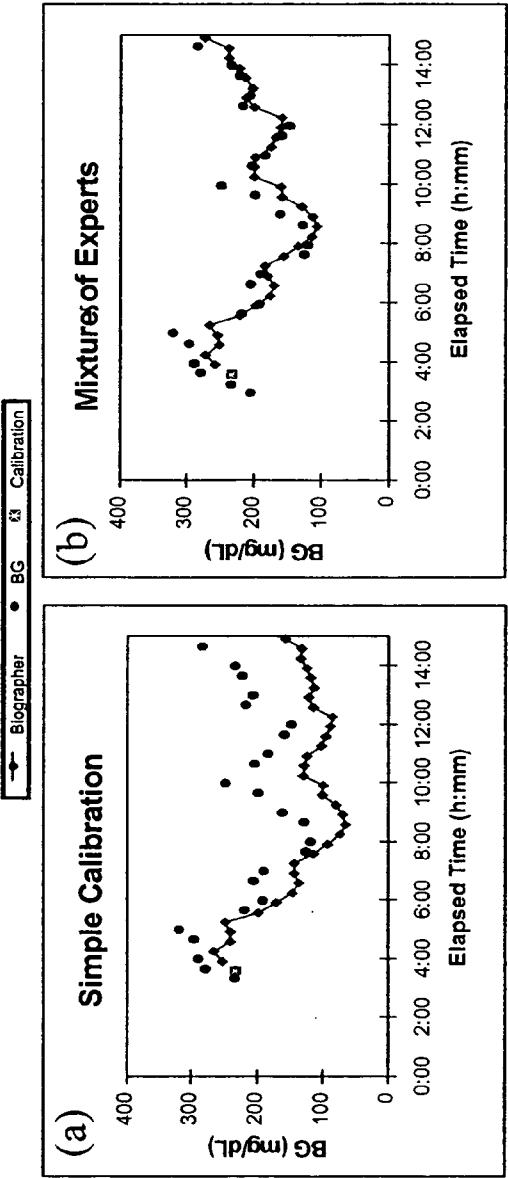 Biographer BG Calibration
(a)
Simple Calibration
400
300
200
100
0
BG (mg/dL)
0:00 2:00 4:00 6:00 8:00 10:00 12:00 14:00
Elapsed Time (h:mm)
(b)
Mixture of Experts
400
300
200
100
0
BG (mg/dL)
0:00 2:00 4:00 6:00 8:00 10:00 12:00 14:00
Elapsed Time (h:mm)